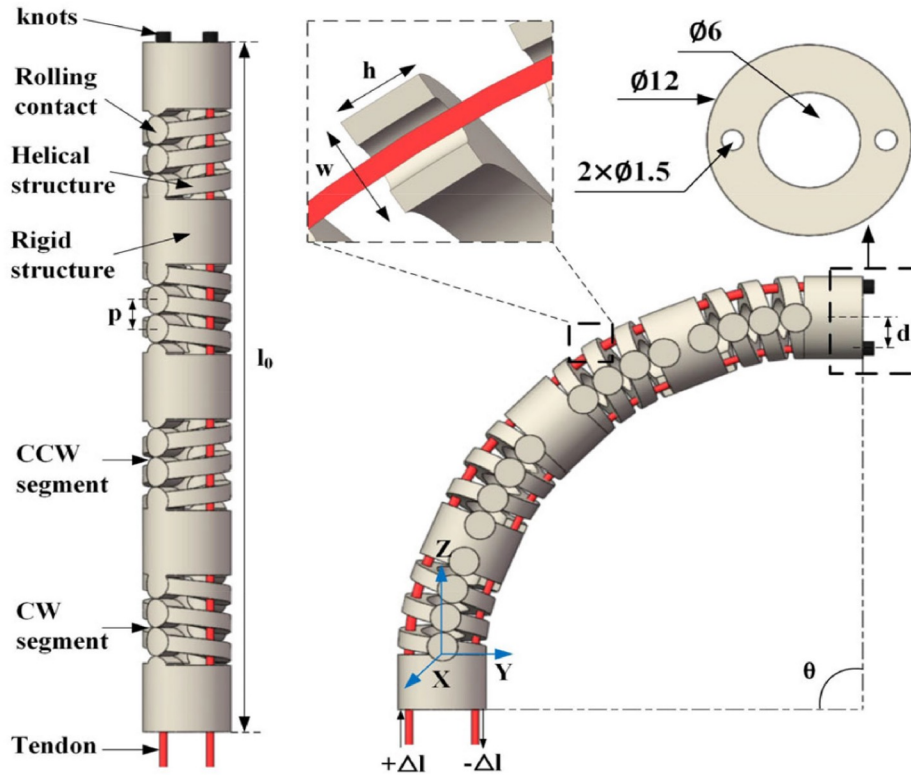 knots
Rolling
contact
Helical
structure
Rigid
structure
p
l₀
CCW
segment
CW
segment
Tendon
h
w
Ø6
Ø12
2×Ø1.5
d
Z
X
Y
θ
+Δl
-Δl